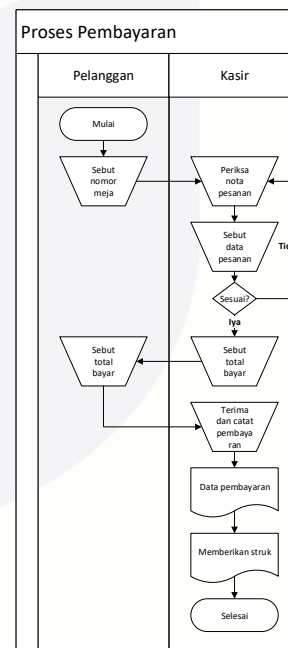 Proses Pembayaran
Pelanggan
Kasir
Mulai
Sebut
nomor
meja
Periksa
nota
pesanan
Sebut
data
pesanan
Sesuai?
Iya
Sebut
total
bayar
Sebut
total
bayar
Terima
dan catat
pembaya
ran
Data pembayaran
Memberikan struk
Selesai